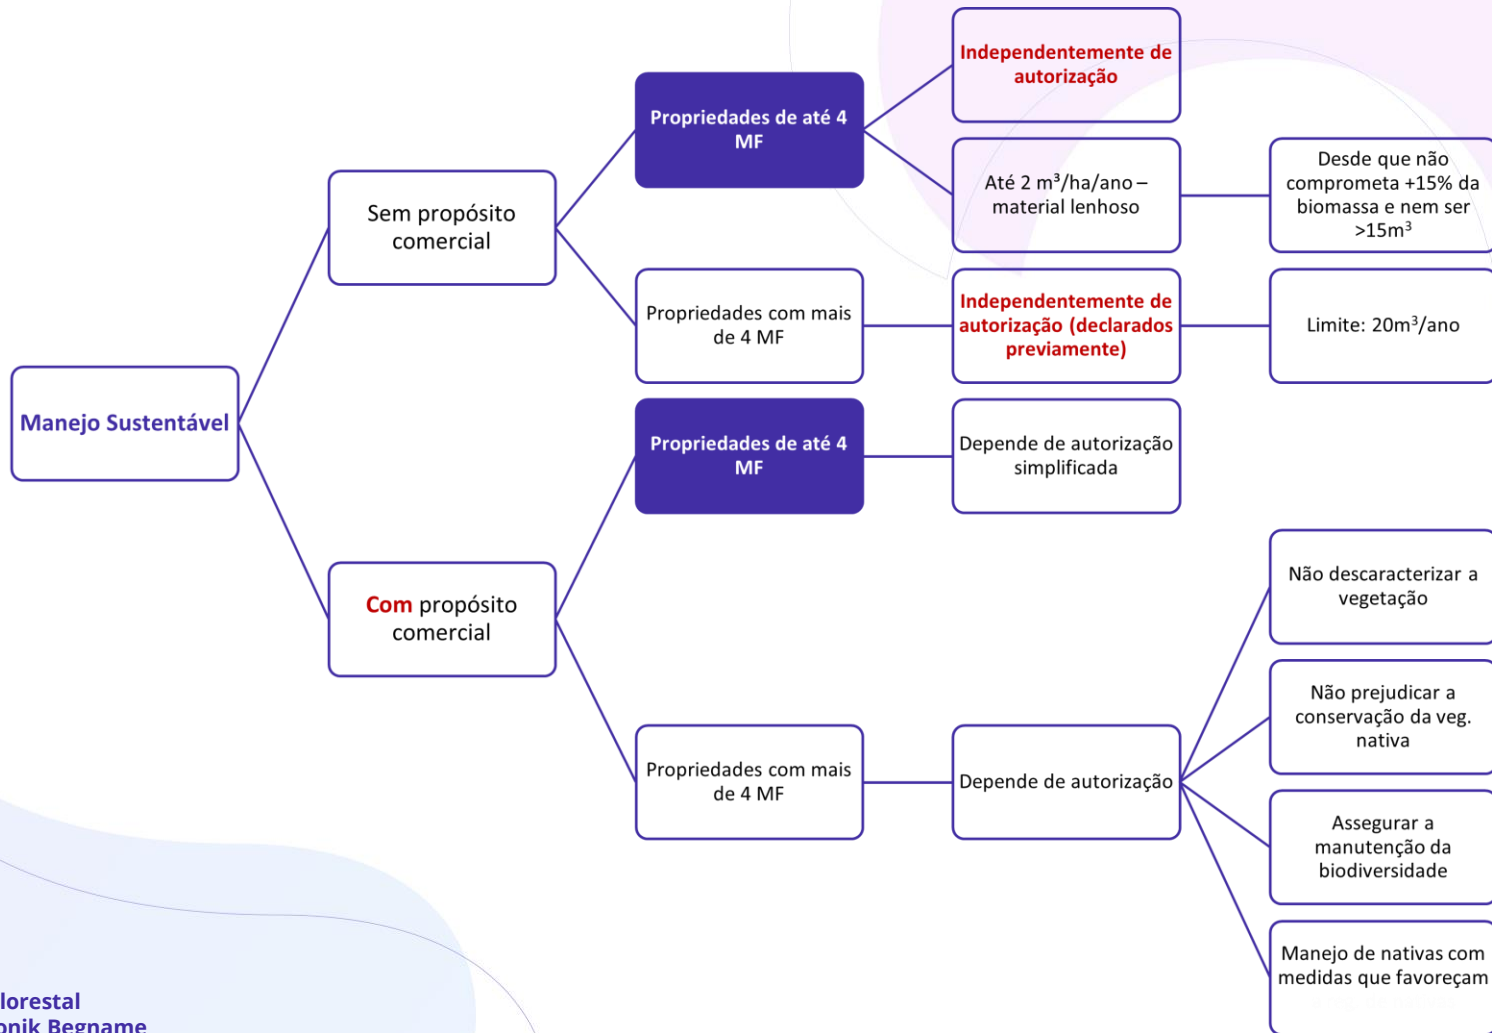 Manejo Sustentável
Sem propósito
comercial
Propriedades de até 4
MF
Independentemente de
autorização
Até 2 m³/ha/ano –
material lenhoso
Desde que não
comprometa +15% da
biomassa e nem ser
>15m³
Propriedades com mais
de 4 MF
Independentemente de
autorização (declarados
previamente)
Limite: 20m³/ano
Com propósito
comercial
Propriedades de até 4
MF
Depende de autorização
simplificada
Propriedades com mais
de 4 MF
Depende de autorização
Não descaracterizar a
vegetação
Não prejudicar a
conservação da veg.
nativa
Assegurar a
manutenção da
biodiversidade
Manejo de nativas com
medidas que favoreçam
lorestal
onik Begname